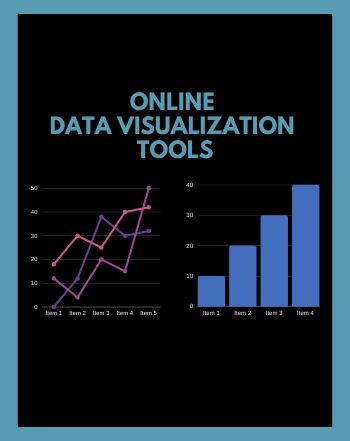 ONLINE
DATA VISUALIZATION
TOOLS
50
40
30
20
10
0
Item 1 Item 2 Item 3 Item 4 Item 5
40
30
20
10
0
Item 1 Item 2 Item 3 Item 4